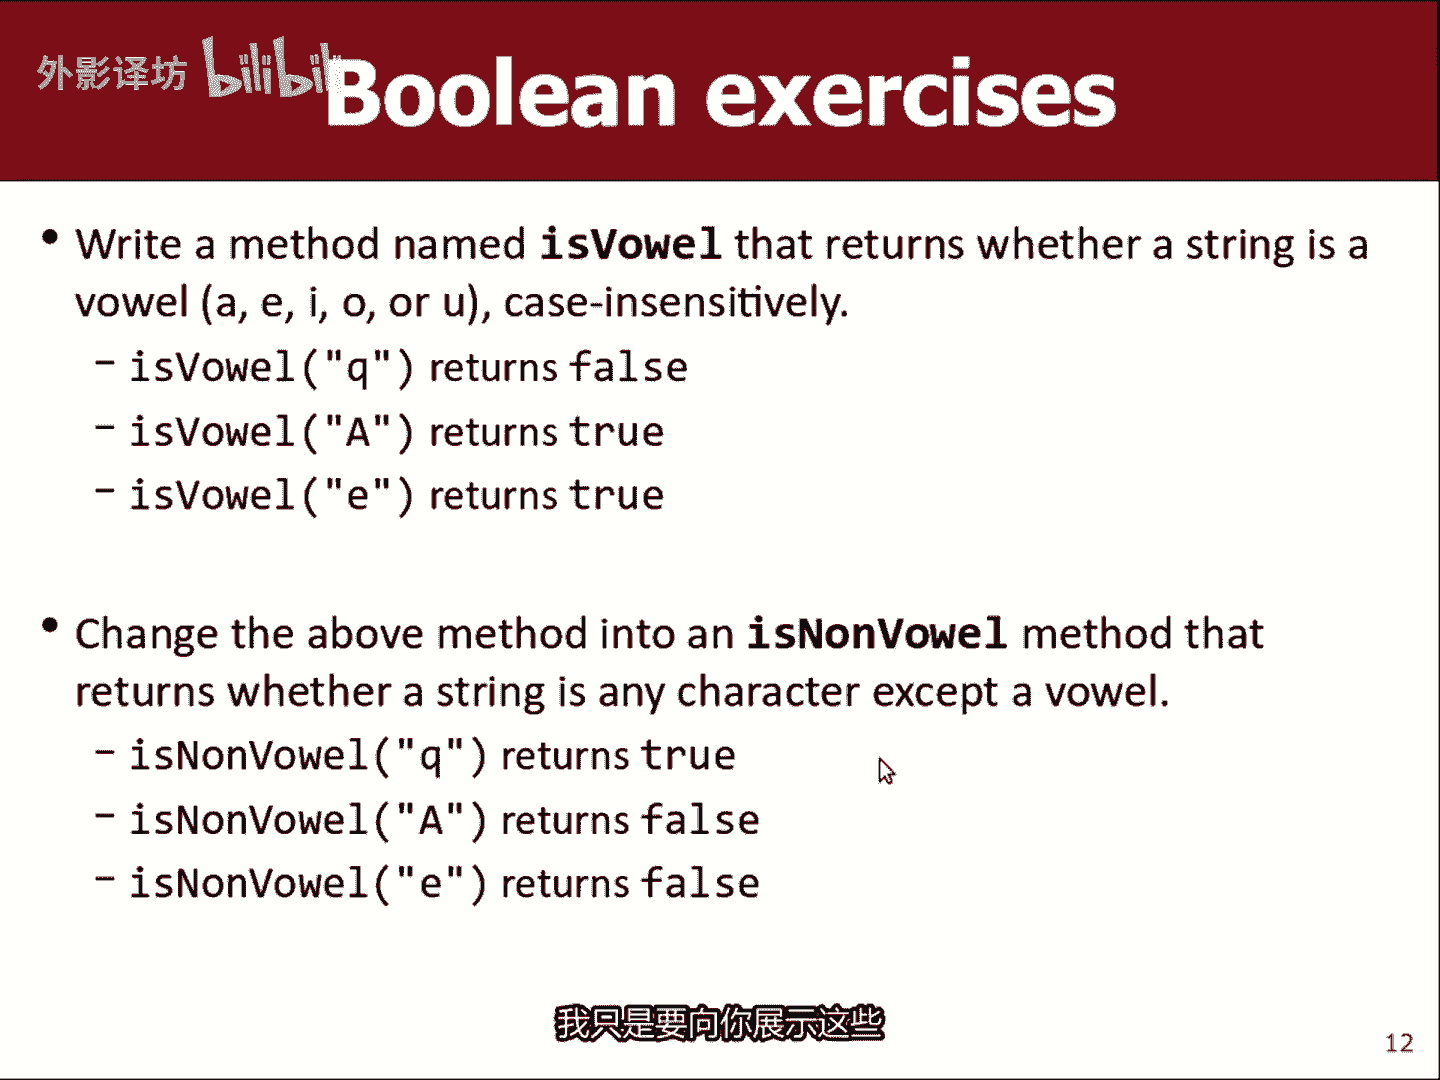 外影译坊 bilibili
Boolean exercises
• Write a method named isVowel that returns whether a string is a
vowel (a, e, i, o, or u), case-insensitively.
– isVowel("q") returns false
– isVowel("A") returns true
– isVowel("e") returns true
• Change the above method into an isNonVowel method that
returns whether a string is any character except a vowel.
– isNonVowel("q") returns true
– isNonVowel("A") returns false
– isNonVowel("e") returns false
我只是要向你展示这些
12